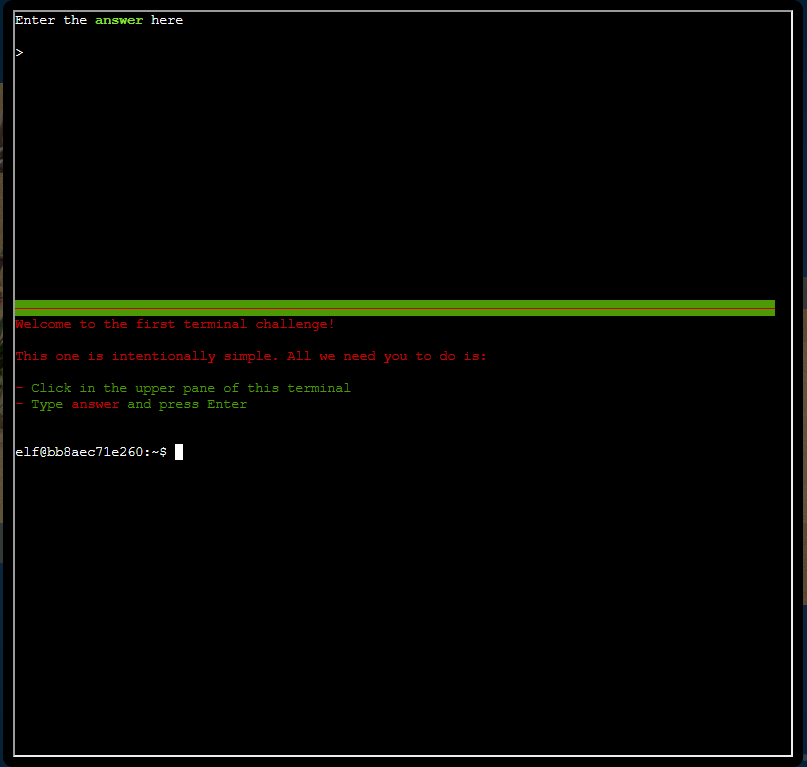 Enter the answer here
>
Welcome to the first terminal challenge!
This one is intentionally simple. All we need you to do is:
- Click in the upper pane of this terminal
- Type answer and press Enter
elf@bb8aec71e260:~$